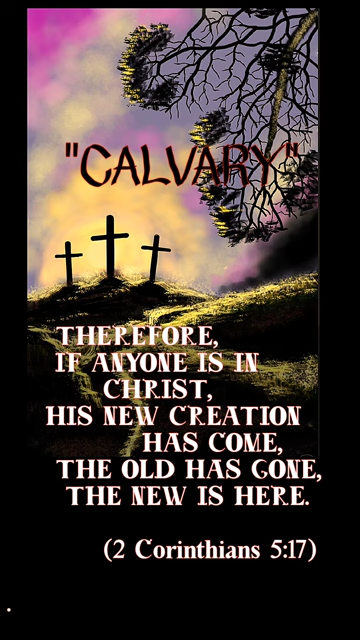 "CALVARY"
THEREFORE,
IF ANYONE IS IN
CHRIST,
HIS NEW CREATION
HAS COME,
THE OLD HAS GONE,
THE NEW IS HERE.
(2 Corinthians 5:17)